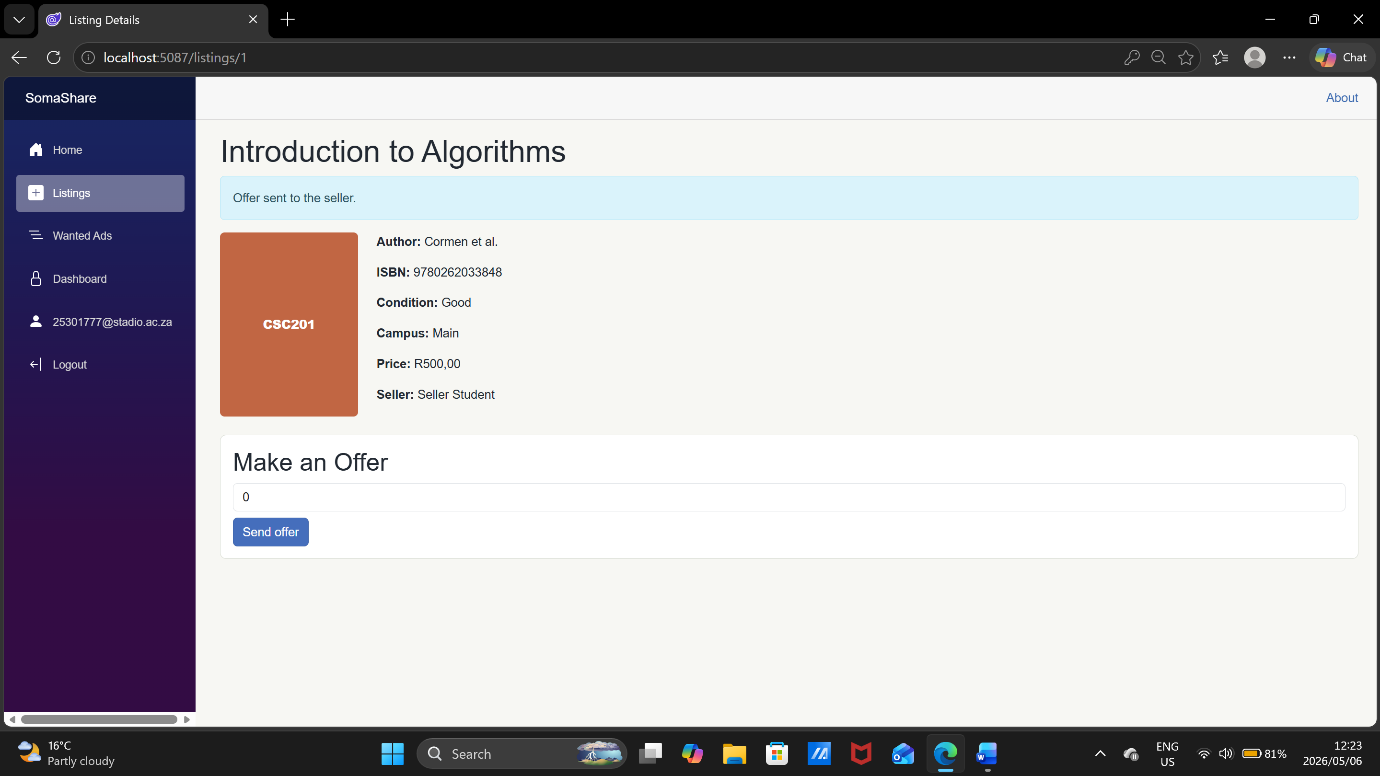 Listing Details
localhost:5087/listings/1
Chat
SomaShare
About
Home
Listings
Wanted Ads
Dashboard
25301777@stadio.ac.za
Logout
Introduction to Algorithms
Offer sent to the seller.
CSC201
Author: Cormen et al.
ISBN: 9780262033848
Condition: Good
Campus: Main
Price: R500,00
Seller: Seller Student
Make an Offer
0
Send offer
16°C
Partly cloudy
Search
ENG
US
81%
12:23
2026/05/06